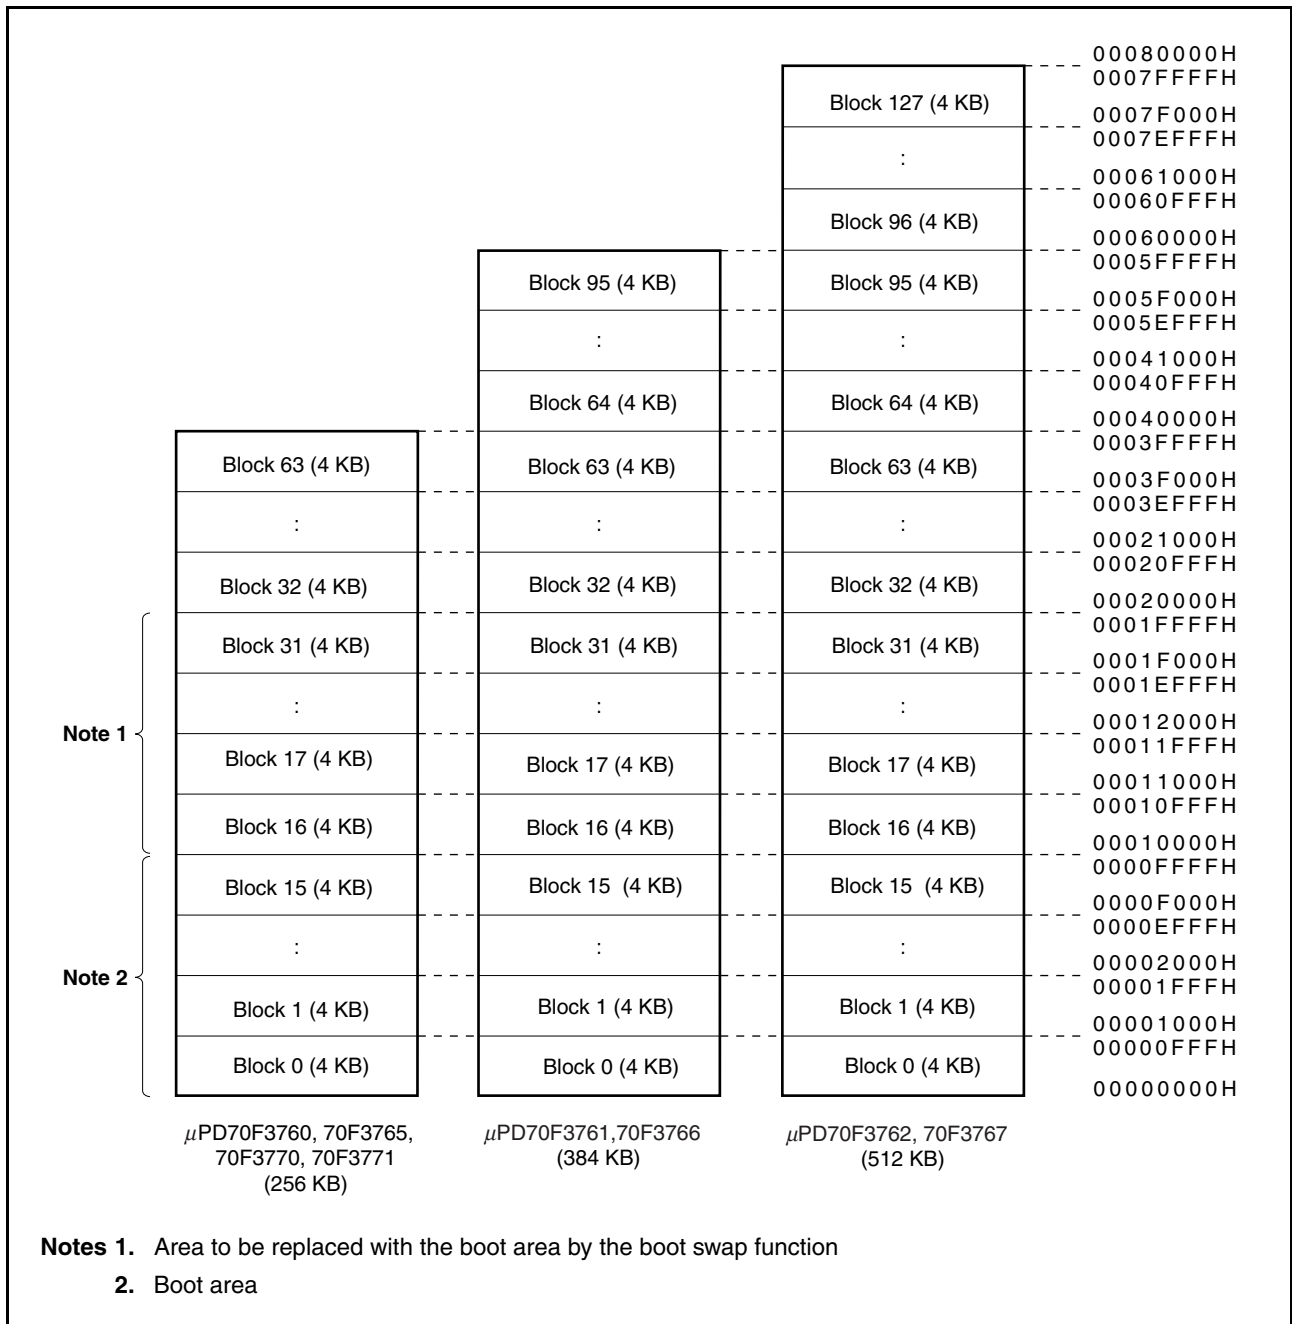 00080000H
0007FFFFH
Block 127 (4 KB)
0007F000H
0007EFFFH
:
00061000H
00060FFFH
Block 96 (4 KB)
00060000H
0005FFFFH
Block 95 (4 KB) Block 95 (4 KB)
0005F000H
0005EFFFH
: :
00041000H
00040FFFH
Block 64 (4 KB) Block 64 (4 KB)
00040000H
0003FFFFH
Block 63 (4 KB) Block 63 (4 KB) Block 63 (4 KB)
0003F000H
0003EFFFH
: : :
00021000H
00020FFFH
Block 32 (4 KB) Block 32 (4 KB) Block 32 (4 KB)
00020000H
0001FFFFH
Block 31 (4 KB) Block 31 (4 KB) Block 31 (4 KB)
0001F000H
0001EFFFH
: : :
Note 1
00012000H
00011FFFH
Block 17 (4 KB) Block 17 (4 KB) Block 17 (4 KB)
00011000H
00010FFFH
Block 16 (4 KB) Block 16 (4 KB) Block 16 (4 KB)
00010000H
0000FFFFH
Block 15 (4 KB) Block 15 (4 KB) Block 15 (4 KB)
0000F000H
0000EFFFH
: : :
Note 2
00002000H
00001FFFH
Block 1 (4 KB) Block 1 (4 KB) Block 1 (4 KB)
00001000H
00000FFFH
Block 0 (4 KB) Block 0 (4 KB) Block 0 (4 KB)
00000000H
μPD70F3760, 70F3765,
70F3770, 70F3771
(256 KB)
μPD70F3761,70F3766
(384 KB)
μPD70F3762, 70F3767
(512 KB)
Notes 1. Area to be replaced with the boot area by the boot swap function
2. Boot area